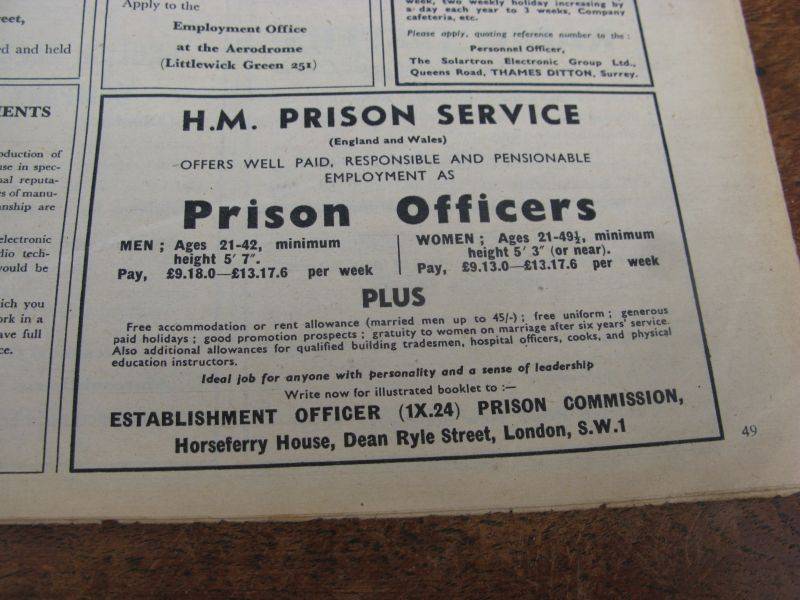 eet,
d and held
ENTS
oduction of
use in spec-
nal reputa-
s of manu-
nship are
electronic
dio tech-
would be
ich you
ork in a
ave full
ce.
Apply to the
Employment Office
at the Aerodrome
(Littlewick Green 251)
week, two weekly holiday increasing by
a day each year to 3 weeks, Company
cafeteria, etc.
Please apply, quoting reference number to the :
Personnel Officer,
The Solartron Electronic Group Ltd.,
Queens Road, THAMES DITTON, Surrey.
H.M. PRISON SERVICE
(England and Wales)
OFFERS WELL PAID, RESPONSIBLE AND PENSIONABLE
EMPLOYMENT AS
Prison Officers
MEN ; Ages 21-42, minimum
height 5' 7".
Pay, £9.18.0—£13.17.6 per week
WOMEN ; Ages 21-49½, minimum
height 5' 3" (or near).
Pay, £9.13.0—£13.17.6 per week
PLUS
Free accommodation or rent allowance (married men up to 45/-) ; free uniform ; generous
paid holidays ; good promotion prospects ; gratuity to women on marriage after six years' service.
Also additional allowances for qualified building tradesmen, hospital officers, cooks, and physical
education instructors.
Ideal job for anyone with personality and a sense of leadership
Write now for illustrated booklet to :—
ESTABLISHMENT OFFICER (1X.24) PRISON COMMISSION,
Horseferry House, Dean Ryle Street, London, S.W.1
49